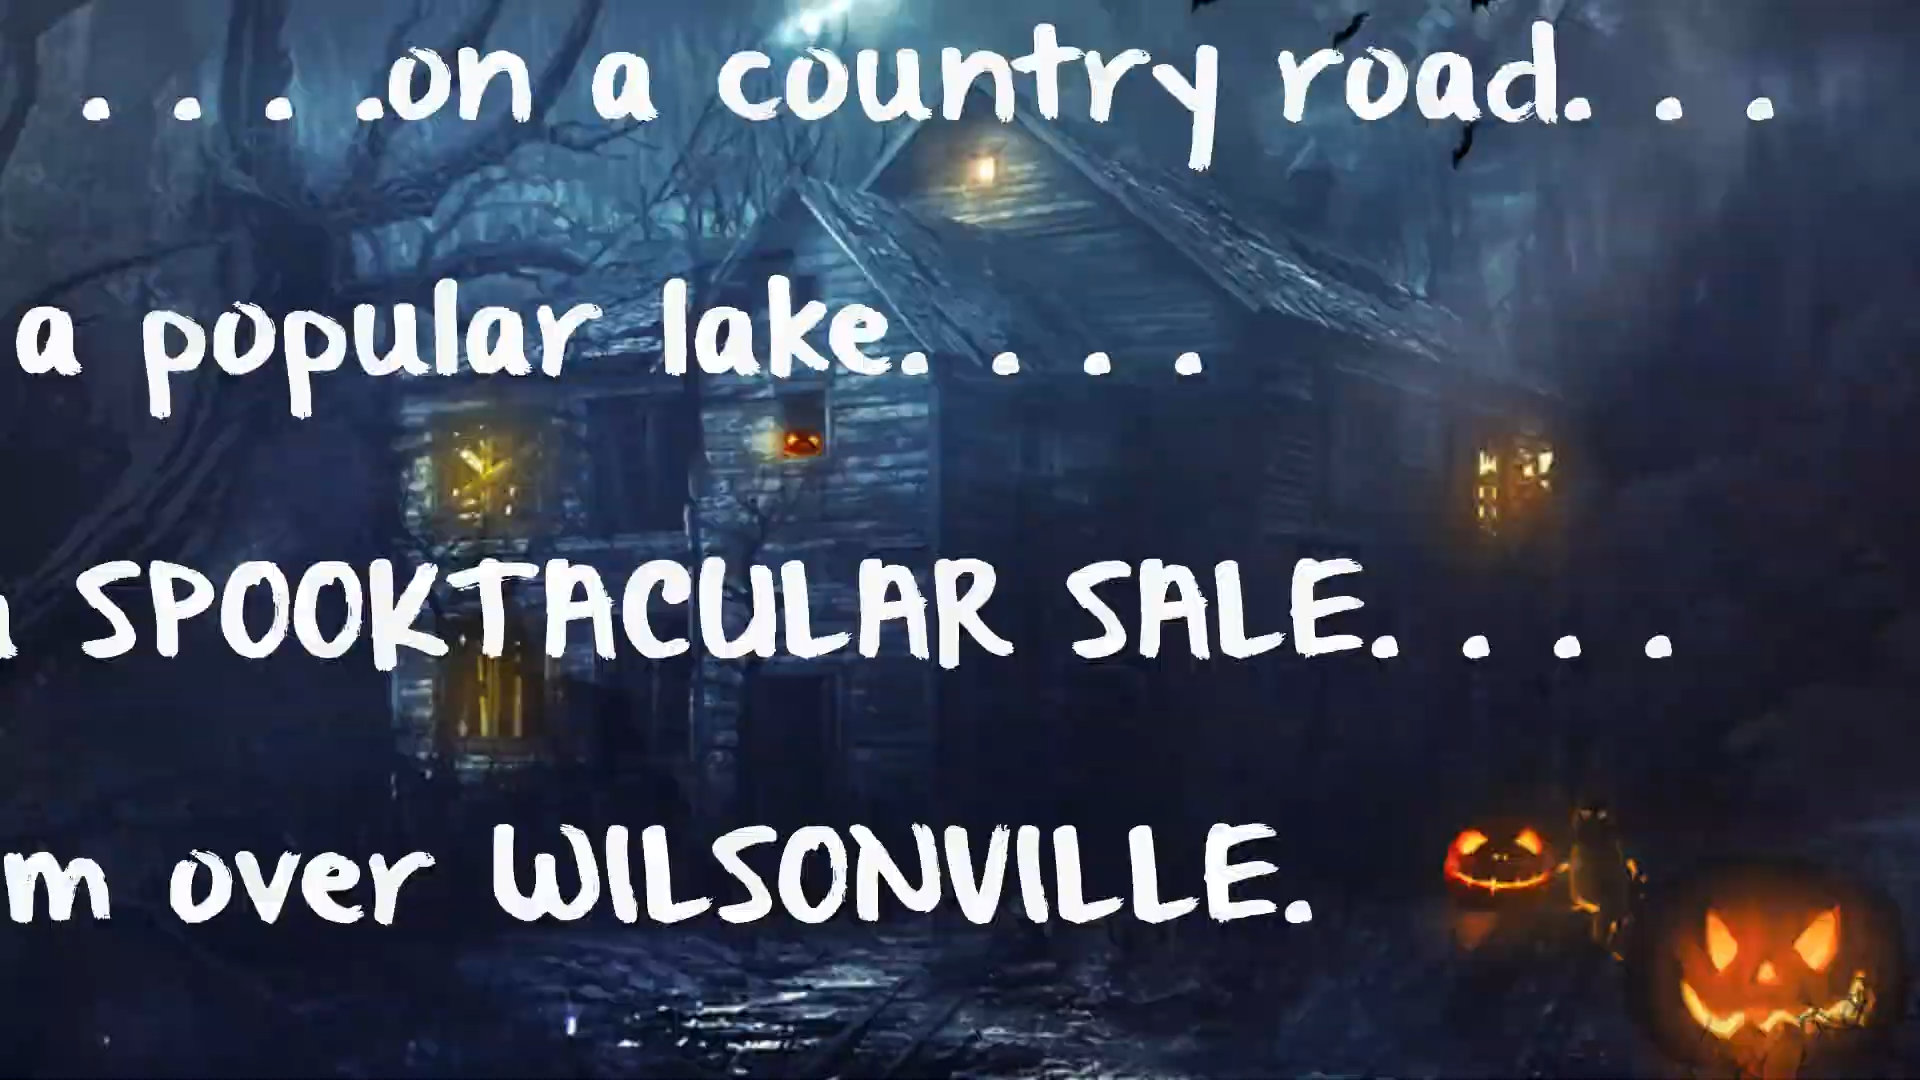 . . . . .on a country road. . .
a popular lake. . . .
SPOOKTACULAR SALE. . . .
over WILSONVILLE.